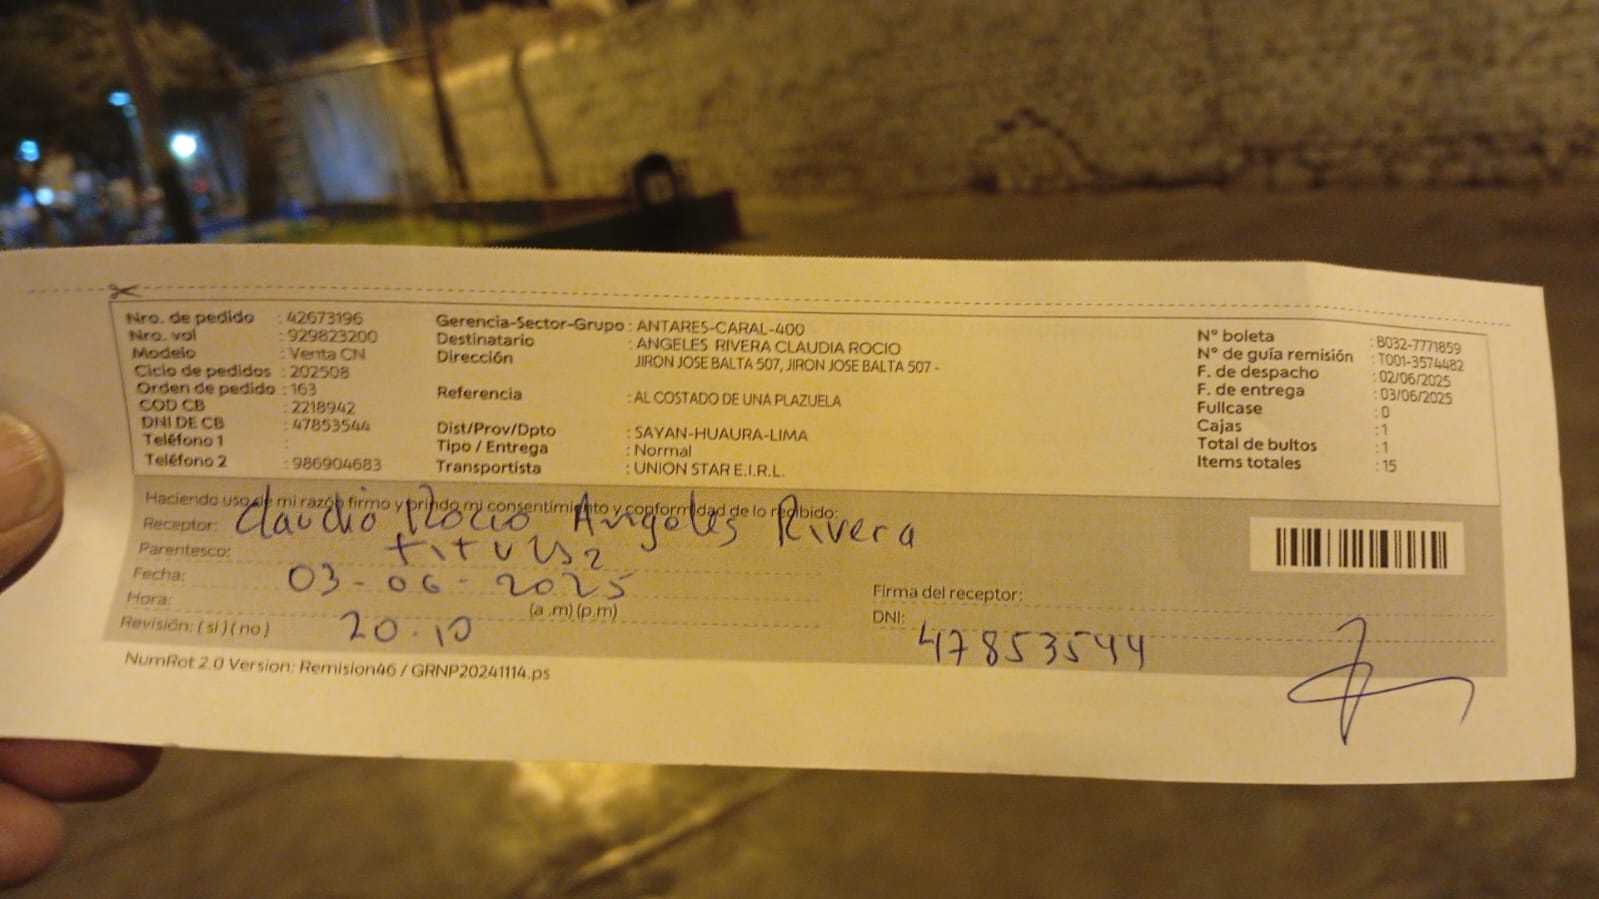 Nro. de pedido : 42673196
Nro. vol : 929823200
Modelo : Venta CN
Ciclo de pedidos : 202508
Orden de pedido : 163
COD CB : 2218942
DNI DE CB : 47853544
Teléfono 1 :
Teléfono 2 : 986904683
Gerencia-Sector-Grupo : ANTARES-CARAL-400
Destinatario : ANGELES RIVERA CLAUDIA ROCIO
Dirección JIRON JOSE BALTA 507, JIRON JOSE BALTA 507 -
Referencia : AL COSTADO DE UNA PLAZUELA
Dist/Prov/Dpto : SAYAN-HUAURA-LIMA
Tipo / Entrega : Normal
Transportista : UNION STAR E.I.R.L.
N° boleta : B032-7771859
N° de guía remisión : T001-3574482
F. de despacho : 02/06/2025
F. de entrega : 03/06/2025
Fullcase : 0
Cajas : 1
Total de bultos : 1
Items totales : 15
Haciendo uso de mi razón firmo y brindo mi consentimiento y conformidad de lo recibido:
Receptor: Claudio Rocio Angeles Rivera
Parentesco:
Fecha: 03-06-2025
Hora: 20.10 (a .m) (p.m)
Revisión: ( si ) ( no )
Firma del receptor:
DNI: 47853544
NumRot 2.0 Version: Remision46 / GRNP20241114.ps